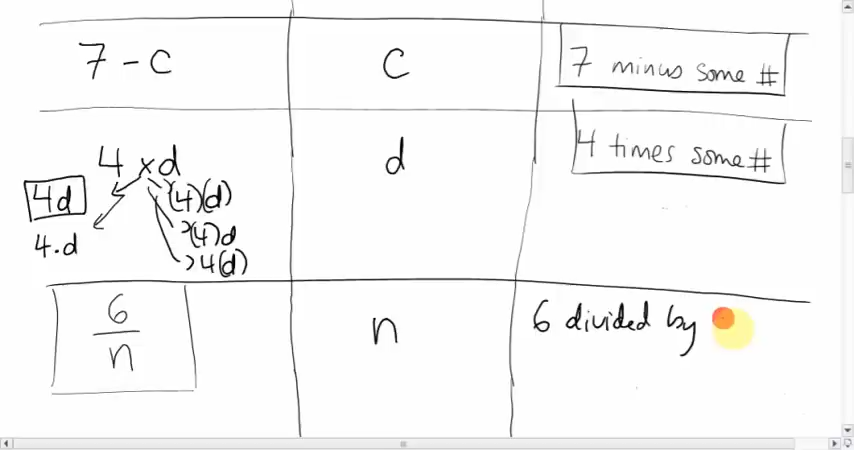 7 - c
c
7 minus some #
4 × d
d
4 times some #
4d
(4)(d)
4·d
(4)d
4(d)
6/n
n
6 divided by